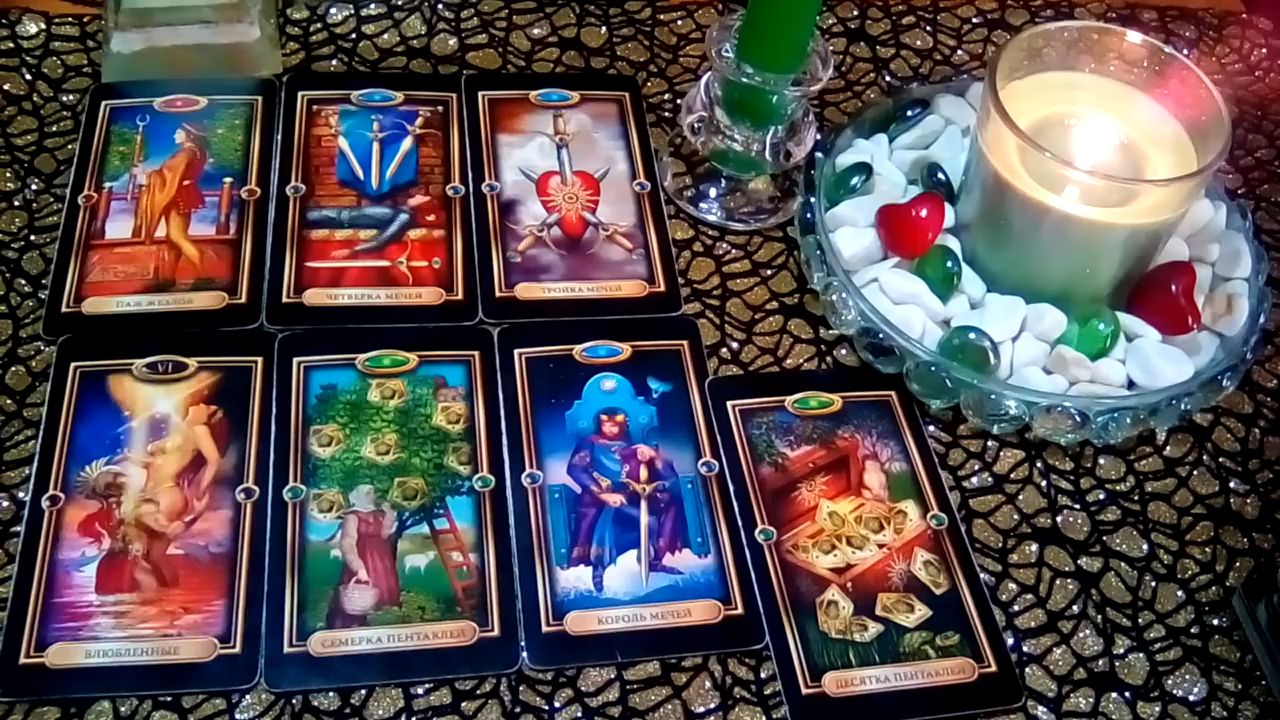 ПАЖ ЖЕЗЛОВ
ЧЕТВЕРКА МЕЧЕЙ
ТРОЙКА МЕЧЕЙ
VI
ВЛЮБЛЕННЫЕ
СЕМЕРКА ПЕНТАКЛЕЙ
КОРОЛЬ МЕЧЕЙ
ДЕСЯТКА ПЕНТАКЛЕЙ